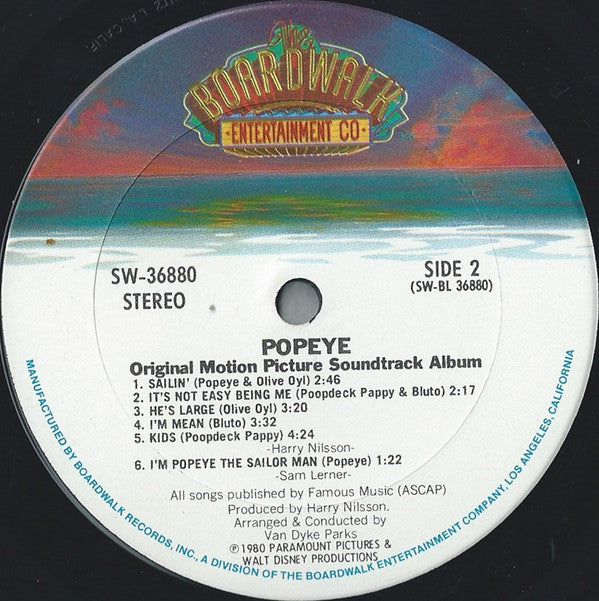 TZ L.A., CALIF
The
BOARDWALK
ENTERTAINMENT CO
SW-36880
STEREO
SIDE 2
(SW-BL 36880)
POPEYE
Original Motion Picture Soundtrack Album
1. SAILIN' (Popeye & Olive Oyl) 2:46
2. IT'S NOT EASY BEING ME (Poopdeck Pappy & Bluto) 2:17
3. HE'S LARGE (Olive Oyl) 3:20
4. I'M MEAN (Bluto) 3:32
5. KIDS (Poopdeck Pappy) 4:24
-Harry Nilsson-
6. I'M POPEYE THE SAILOR MAN (Popeye) 1:22
-Sam Lerner-
All songs published by Famous Music (ASCAP)
Produced by Harry Nilsson.
Arranged & Conducted by
Van Dyke Parks
℗1980 PARAMOUNT PICTURES &
WALT DISNEY PRODUCTIONS
MANUFACTURED BY BOARDWALK RECORDS, INC., A DIVISION OF THE BOARDWALK ENTERTAINMENT COMPANY, LOS ANGELES, CALIFORNIA